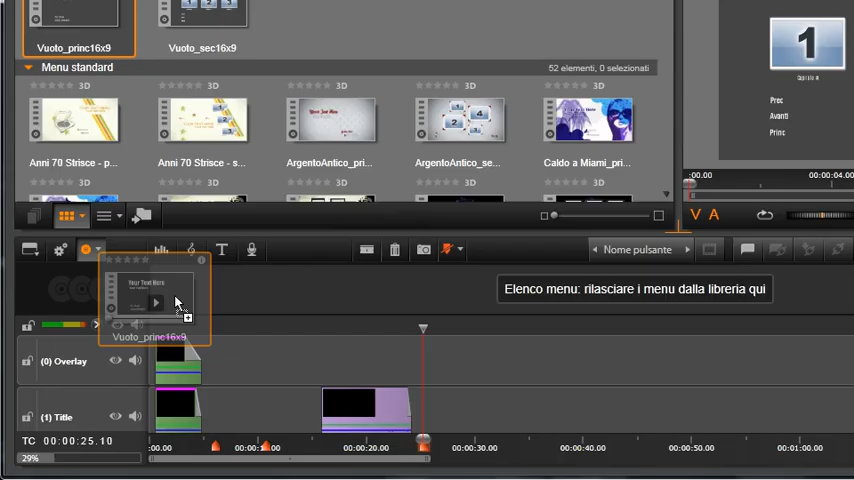 Vuoto_princ16x9
Vuoto_sec16x9
1
Prec
Avanti
Princ
Menu standard
52 elementi, 0 selezionati
3D
3D
3D
3D
3D
Anni 70 Strisce - p...
Anni 70 Strisce - s...
ArgentoAntico_pri...
ArgentoAntico_se...
Caldo a Miami_pri...
3D
3D
3D
3D
3D
:00.00
00:00:04.00
V A
T
Nome pulsante
Your Text Here
Elenco menu: rilasciare i menu dalla libreria qui
Vuoto_princ16x9
(0) Overlay
(1) Title
TC 00:00:25.10
:00.00
00:00:10.00
00:00:20.00
00:00:30.00
00:00:40.00
00:00:50.00
00:01:00.00
29%